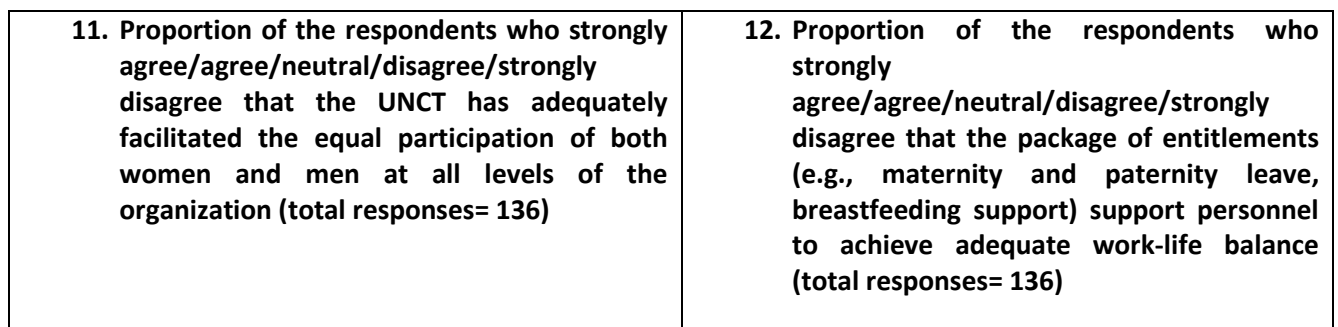 11. Proportion of the respondents who strongly
agree/agree/neutral/disagree/strongly
disagree that the UNCT has adequately
facilitated the equal participation of both
women and men at all levels of the
organization (total responses= 136)
12. Proportion of the respondents who
strongly
agree/agree/neutral/disagree/strongly
disagree that the package of entitlements
(e.g., maternity and paternity leave,
breastfeeding support) support personnel
to achieve adequate work-life balance
(total responses= 136)